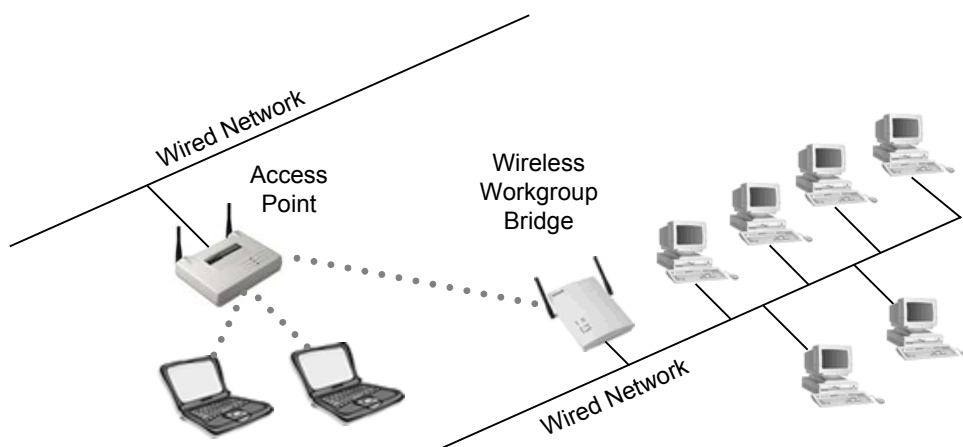 Wired Network
Access
Point
Wireless
Workgroup
Bridge
Wired Network